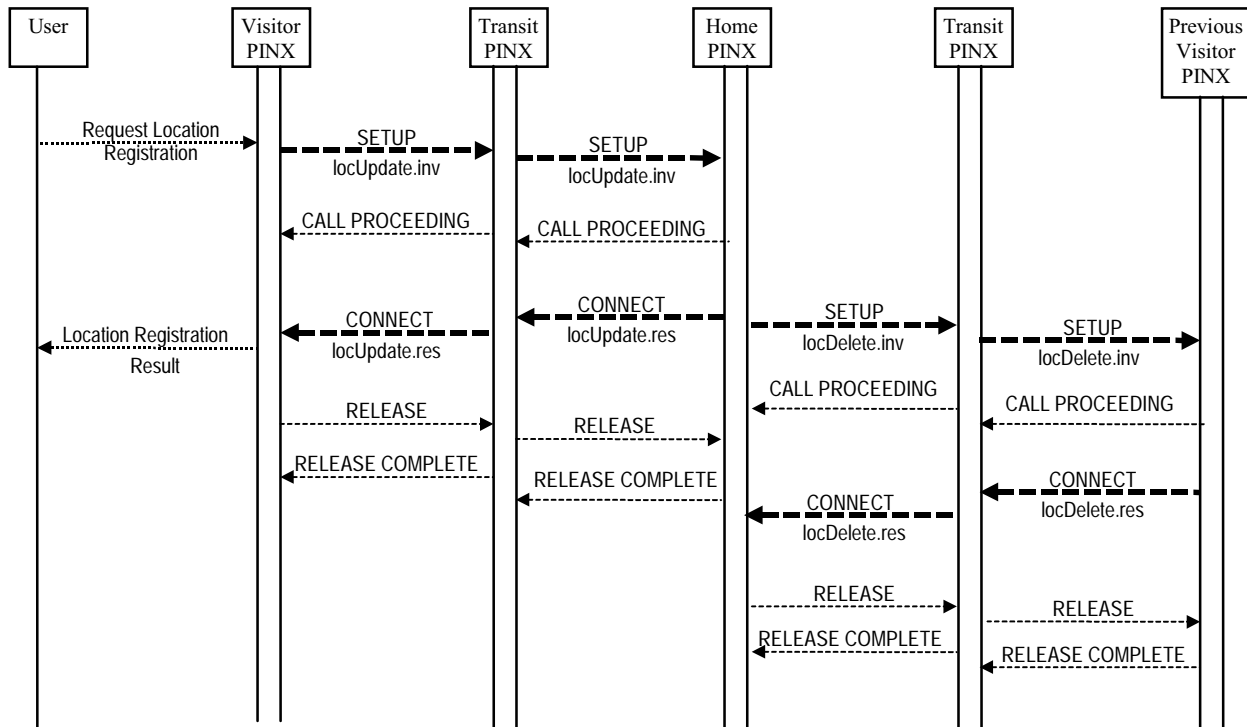 User
Visitor
PINX
Transit
PINX
Home
PINX
Transit
PINX
Previous
Visitor
PINX
Request Location
Registration
SETUP
locUpdate.inv
SETUP
locUpdate.inv
CALL PROCEEDING
CALL PROCEEDING
CONNECT
locUpdate.res
CONNECT
locUpdate.res
Location Registration
Result
SETUP
locDelete.inv
SETUP
locDelete.inv
CALL PROCEEDING
CALL PROCEEDING
RELEASE
RELEASE
RELEASE COMPLETE
RELEASE COMPLETE
CONNECT
locDelete.res
CONNECT
locDelete.res
RELEASE
RELEASE
RELEASE COMPLETE
RELEASE COMPLETE